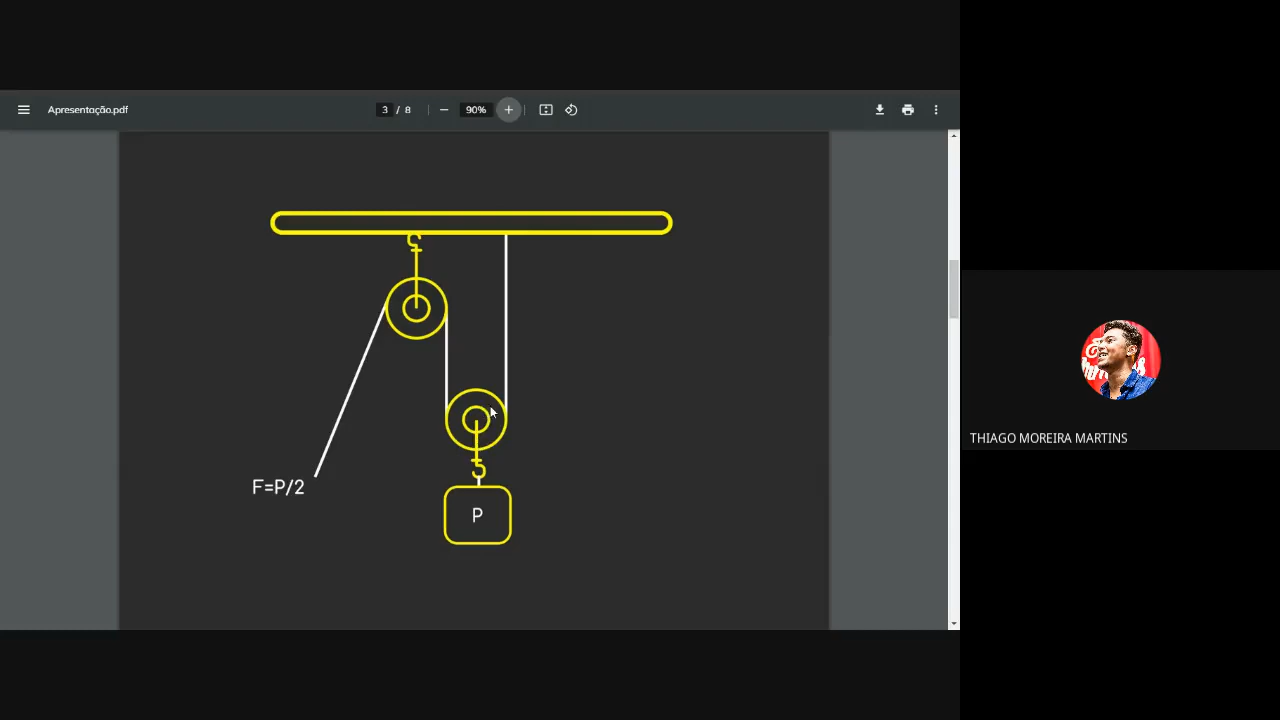 Apresentação.pdf
3 / 8
90%
F=P/2
P
THIAGO MOREIRA MARTINS